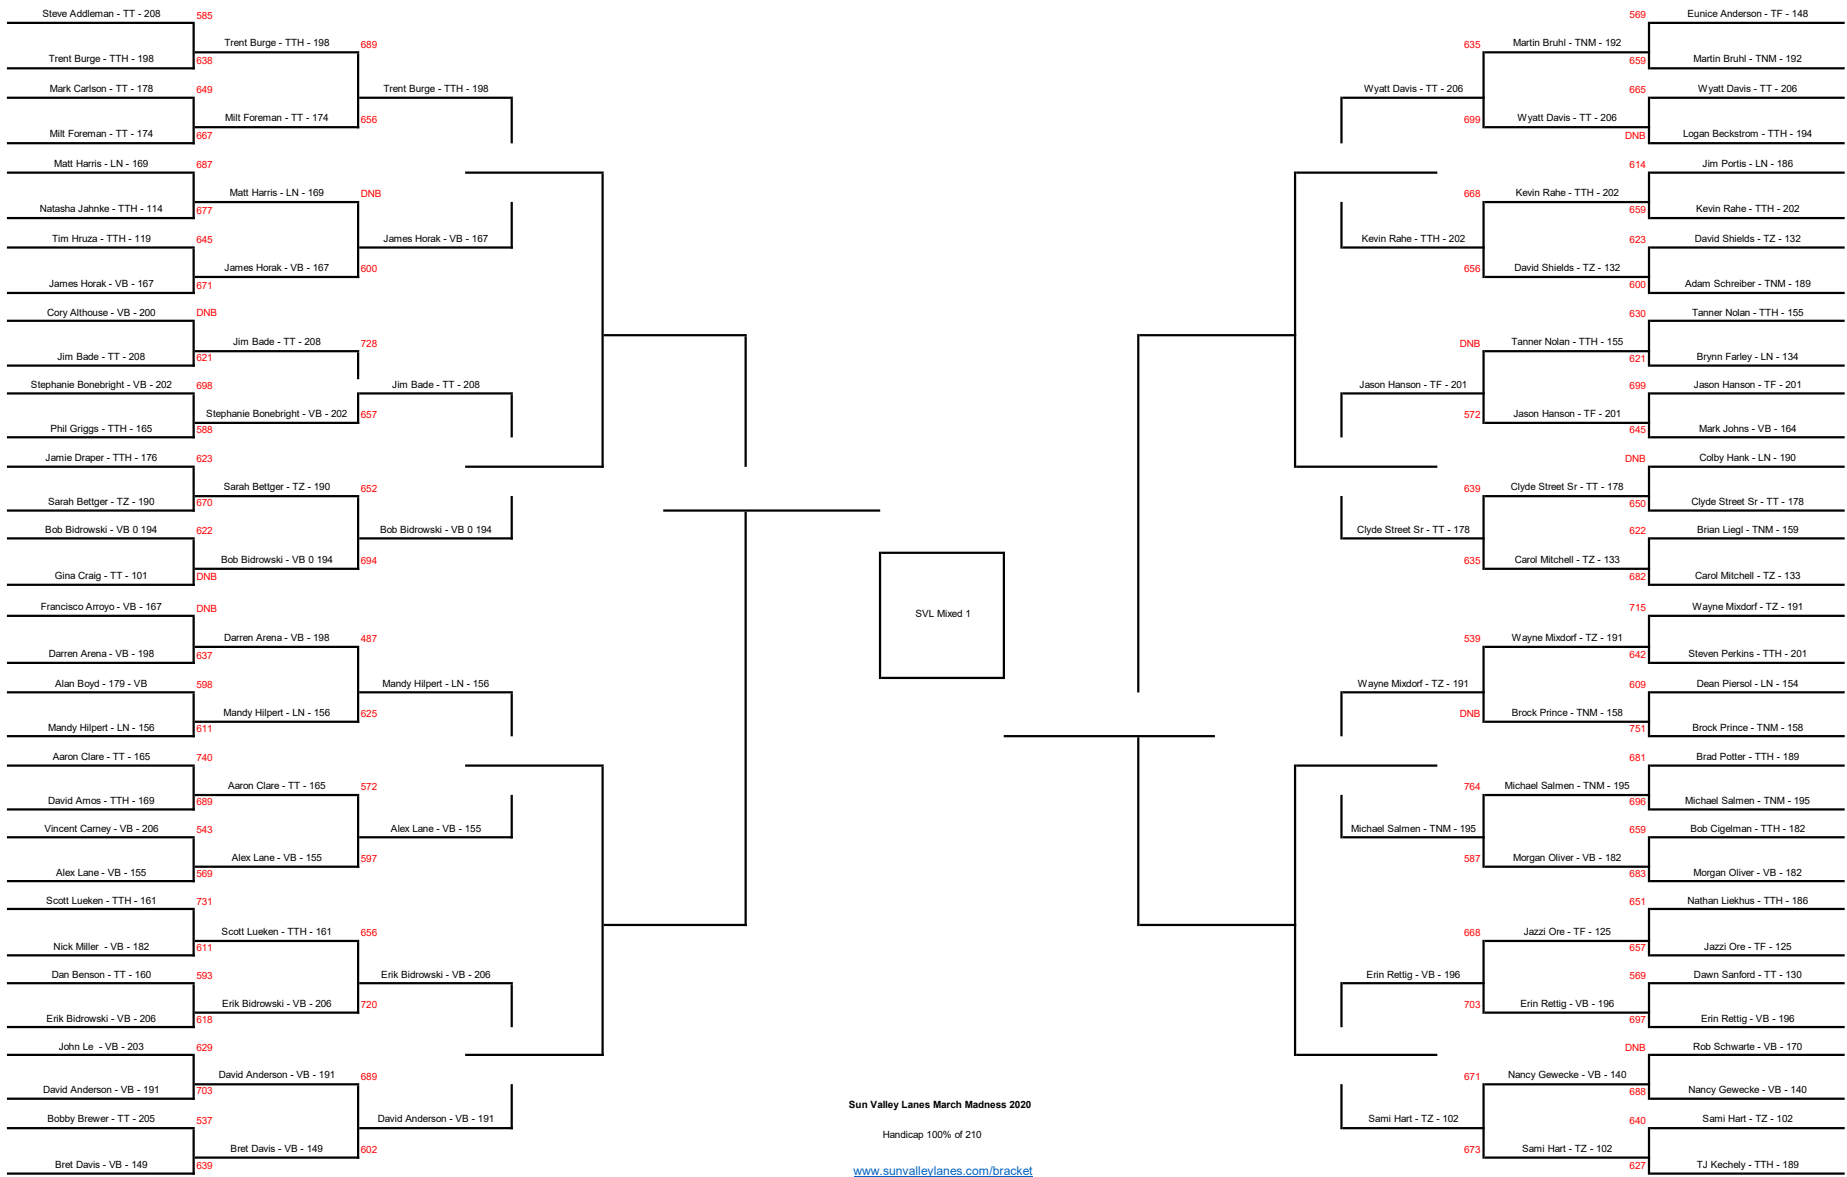 Steve Addleman - TT - 208 585 569 Eunice Anderson - TF - 148
Trent Burge - TTH - 198 689 635 Martin Bruhl - TNM - 192
Trent Burge - TTH - 198 638 659 Martin Bruhl - TNM - 192
Mark Carlson - TT - 178 649 Trent Burge - TTH - 198 Wyatt Davis - TT - 206 665 Wyatt Davis - TT - 206
Milt Foreman - TT - 174 656 699 Wyatt Davis - TT - 206
Milt Foreman - TT - 174 667 DNB Logan Beckstrom - TTH - 194
Matt Harris - LN - 169 687 614 Jim Portis - LN - 186
Matt Harris - LN - 169 DNB 668 Kevin Rahe - TTH - 202
Natasha Jahnke - TTH - 114 677 659 Kevin Rahe - TTH - 202
Tim Hruza - TTH - 119 645 James Horak - VB - 167 Kevin Rahe - TTH - 202 623 David Shields - TZ - 132
James Horak - VB - 167 600 656 David Shields - TZ - 132
James Horak - VB - 167 671 600 Adam Schreiber - TNM - 189
Cory Althouse - VB - 200 DNB 630 Tanner Nolan - TTH - 155
Jim Bade - TT - 208 728 DNB Tanner Nolan - TTH - 155
Jim Bade - TT - 208 621 621 Brynn Farley - LN - 134
Stephanie Bonebright - VB - 202 698 Jim Bade - TT - 208 Jason Hanson - TF - 201 699 Jason Hanson - TF - 201
Stephanie Bonebright - VB - 202 657 572 Jason Hanson - TF - 201
Phil Griggs - TTH - 165 588 645 Mark Johns - VB - 164
Jamie Draper - TTH - 176 623 DNB Colby Hank - LN - 190
Sarah Bettger - TZ - 190 652 639 Clyde Street Sr - TT - 178
Sarah Bettger - TZ - 190 670 650 Clyde Street Sr - TT - 178
Bob Bidrowski - VB 0 194 622 Bob Bidrowski - VB 0 194 Clyde Street Sr - TT - 178 622 Brian Liegl - TNM - 159
Bob Bidrowski - VB 0 194 694 635 Carol Mitchell - TZ - 133
Gina Craig - TT - 101 DNB 682 Carol Mitchell - TZ - 133
Francisco Arroyo - VB - 167 DNB SVL Mixed 1 715 Wayne Mixdorf - TZ - 191
Darren Arena - VB - 198 487 539 Wayne Mixdorf - TZ - 191
Darren Arena - VB - 198 637 642 Steven Perkins - TTH - 201
Alan Boyd - 179 - VB 598 Mandy Hilpert - LN - 156 Wayne Mixdorf - TZ - 191 609 Dean Piersol - LN - 154
Mandy Hilpert - LN - 156 625 DNB Brock Prince - TNM - 158
Mandy Hilpert - LN - 156 611 751 Brock Prince - TNM - 158
Aaron Clare - TT - 165 740 681 Brad Potter - TTH - 189
Aaron Clare - TT - 165 572 764 Michael Salmen - TNM - 195
David Amos - TTH - 169 689 696 Michael Salmen - TNM - 195
Vincent Carney - VB - 206 543 Alex Lane - VB - 155 Michael Salmen - TNM - 195 659 Bob Cigelman - TTH - 182
Alex Lane - VB - 155 597 587 Morgan Oliver - VB - 182
Alex Lane - VB - 155 569 683 Morgan Oliver - VB - 182
Scott Lueken - TTH - 161 731 651 Nathan Liekhus - TTH - 186
Scott Lueken - TTH - 161 656 668 Jazzi Ore - TF - 125
Nick Miller - VB - 182 611 657 Jazzi Ore - TF - 125
Dan Benson - TT - 160 593 Erik Bidrowski - VB - 206 Erin Rettig - VB - 196 569 Dawn Sanford - TT - 130
Erik Bidrowski - VB - 206 720 703 Erin Rettig - VB - 196
Erik Bidrowski - VB - 206 618 697 Erin Rettig - VB - 196
John Le - VB - 203 629 DNB Rob Schwarte - VB - 170
David Anderson - VB - 191 689 671 Nancy Gewecke - VB - 140
David Anderson - VB - 191 703 688 Nancy Gewecke - VB - 140
Sun Valley Lanes March Madness 2020
Bobby Brewer - TT - 205 537 David Anderson - VB - 191 Sami Hart - TZ - 102 640 Sami Hart - TZ - 102
Handicap 100% of 210
Bret Davis - VB - 149 602 673 Sami Hart - TZ - 102
Bret Davis - VB - 149 639 627 TJ Kechely - TTH - 189
www.sunvalleylanes.com/bracket